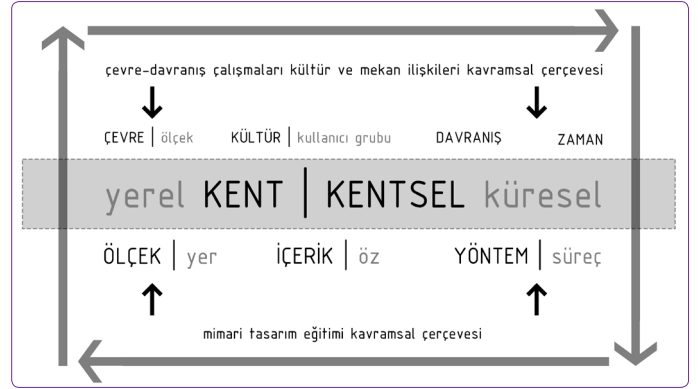 çevre-davranış çalışmaları kültür ve mekan ilişkileri kavramsal çerçevesi
ÇEVRE | ölçek KÜLTÜR | kullanıcı grubu DAVRANIŞ ZAMAN
yerel KENT | KENTSEL küresel
ÖLÇEK | yer İÇERİK | öz YÖNTEM | süreç
mimari tasarım eğitimi kavramsal çerçevesi